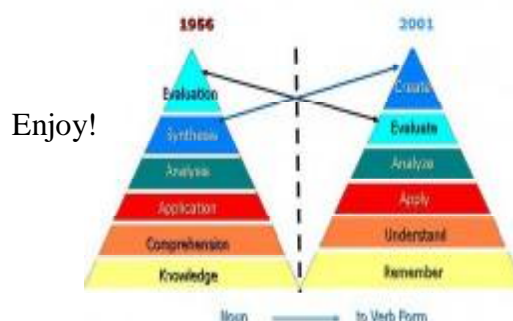 1956
2001
Enjoy!
Evaluation
Synthesis
Analysis
Application
Comprehension
Knowledge
Create
Evaluate
Analyze
Apply
Understand
Remember
Noun to Verb Form